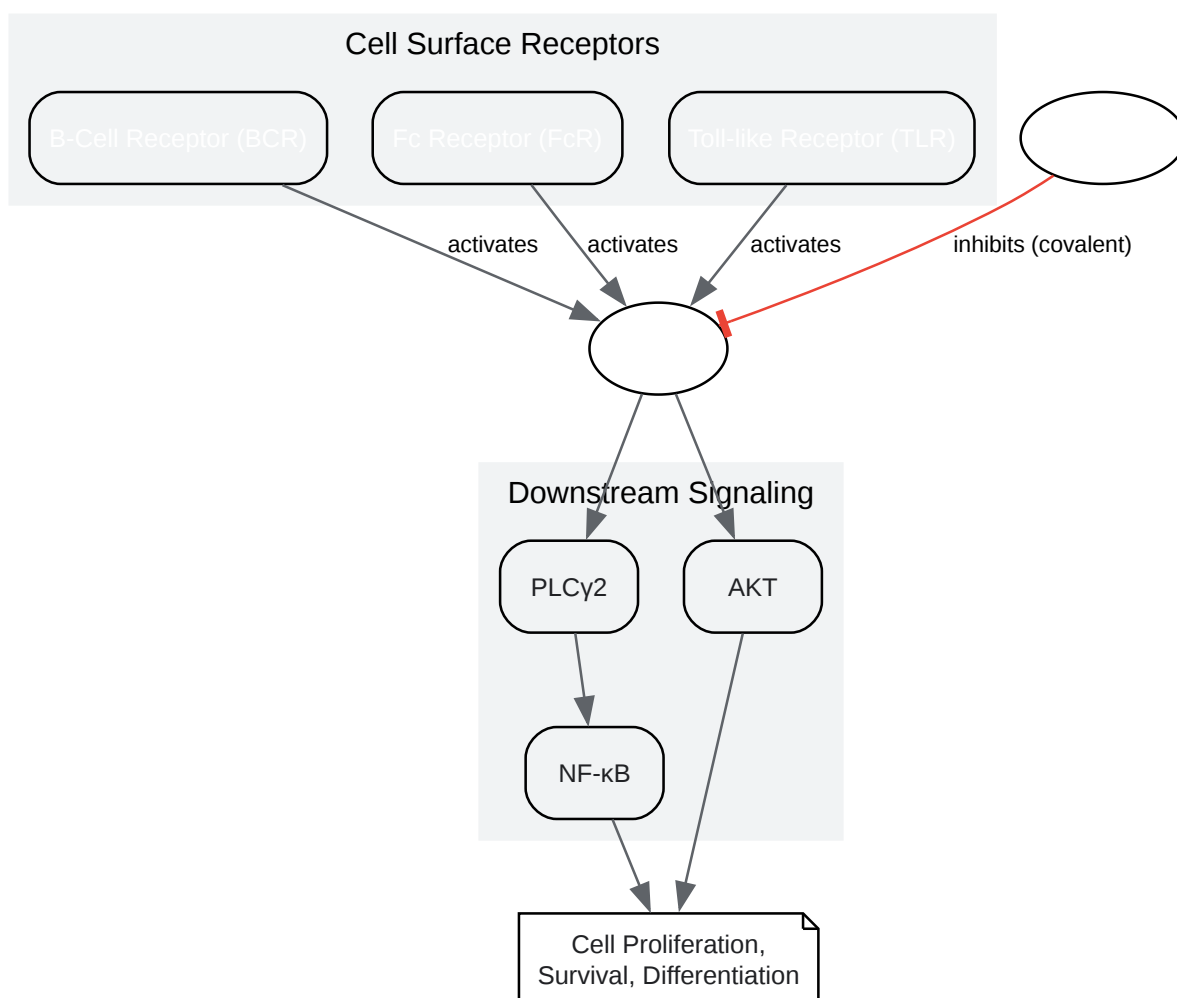 Cell Surface Receptors
B-Cell Receptor (BCR)
Fc Receptor (FcR)
Toll-like Receptor (TLR)
activates
activates
activates
inhibits (covalent)
Downstream Signaling
PLCγ2
AKT
NF-κB
Cell Proliferation,
Survival, Differentiation